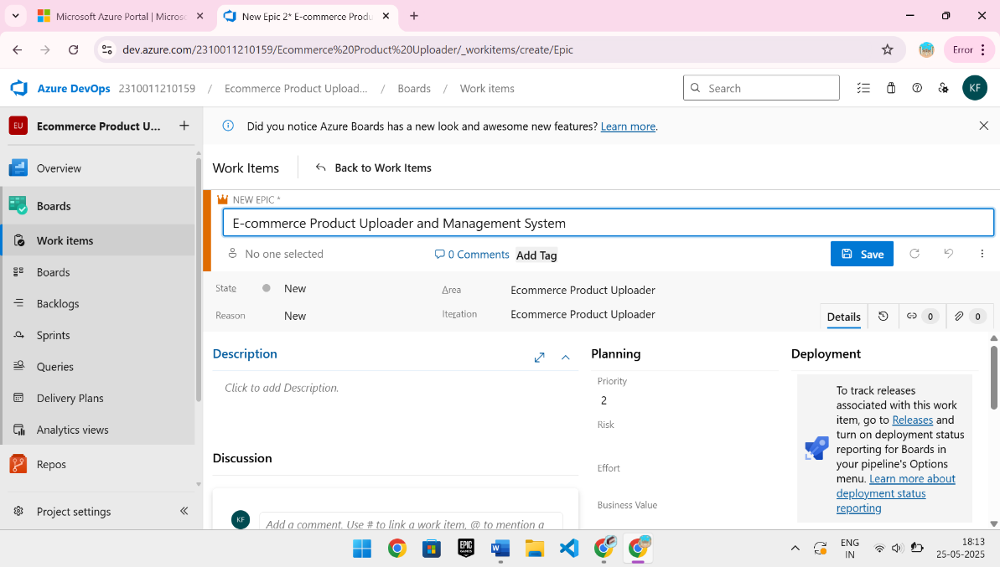 Microsoft Azure Portal | Microso
New Epic 2* E-commerce Produ
dev.azure.com/2310011210159/Ecommerce%20Product%20Uploader/_workitems/create/Epic
Error
Azure DevOps 2310011210159 / Ecommerce Product Upload... / Boards / Work items
Search
KF
EU Ecommerce Product U...
Did you notice Azure Boards has a new look and awesome new features? Learn more.
Overview
Work Items
Back to Work Items
Boards
NEW EPIC *
E-commerce Product Uploader and Management System
Work items
No one selected
0 Comments
Add Tag
Save
Boards
State
New
Area
Ecommerce Product Uploader
Backlogs
Reason
New
Iteration
Ecommerce Product Uploader
Details
0
0
Sprints
Description
Planning
Deployment
Queries
Click to add Description.
Priority
2
Risk
Effort
Business Value
To track releases
associated with this work
item, go to Releases and
turn on deployment status
reporting for Boards in
your pipeline's Options
menu. Learn more about
deployment status
reporting
Delivery Plans
Analytics views
Discussion
Repos
Project settings
KF
Add a comment. Use # to link a work item, @ to mention a
EPIC
GAMES
ENG
IN
18:13
25-05-2025